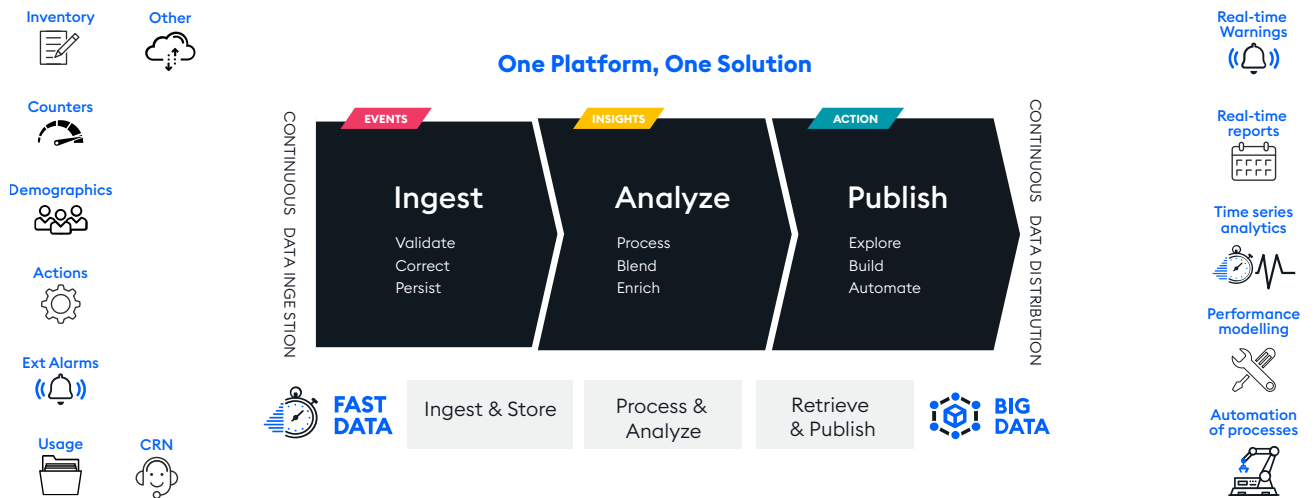 Inventory
Other
Counters
Demographics
Actions
Ext Alarms
Usage
CRN
One Platform, One Solution
CONTINUOUS DATA INGESTION
EVENTS
Ingest
Validate
Correct
Persist
INSIGHTS
Analyze
Process
Blend
Enrich
ACTION
Publish
Explore
Build
Automate
CONTINUOUS DATA DISTRIBUTION
FAST
DATA
Ingest & Store
Process &
Analyze
Retrieve
& Publish
BIG
DATA
Real-time
Warnings
Real-time
reports
Time series
analytics
Performance
modelling
Automation
of processes